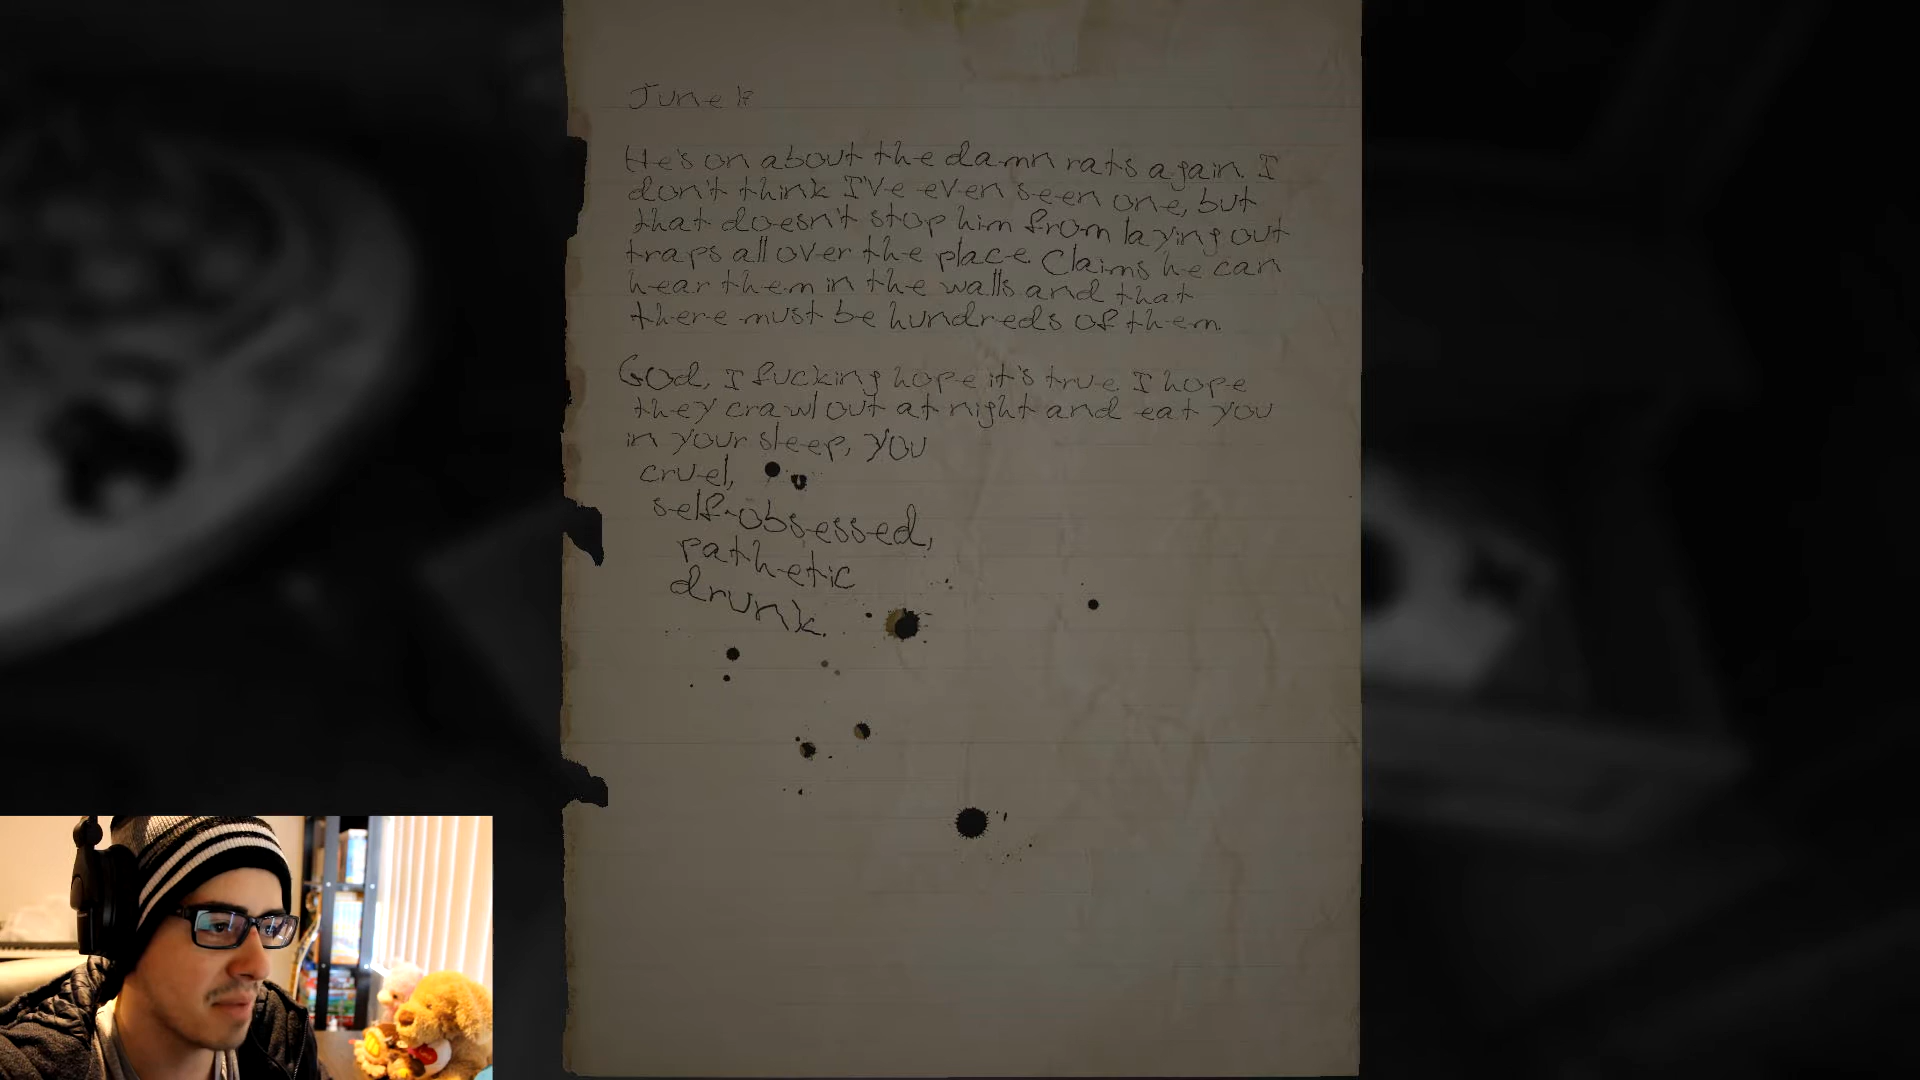 June 17
He's on about the damn rats again. I
don't think I've even seen one, but
that doesn't stop him from laying out
traps all over the place. Claims he can
hear them in the walls and that
there must be hundreds of them.
God, I fucking hope it's true. I hope
they crawl out at night and eat you
in your sleep, you
cruel,
self-obsessed,
pathetic
drunk.